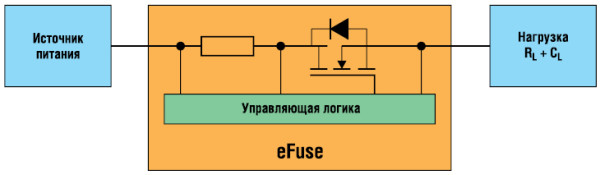 Источник
питания
Управляющая логика
eFuse
Нагрузка
RL + CL